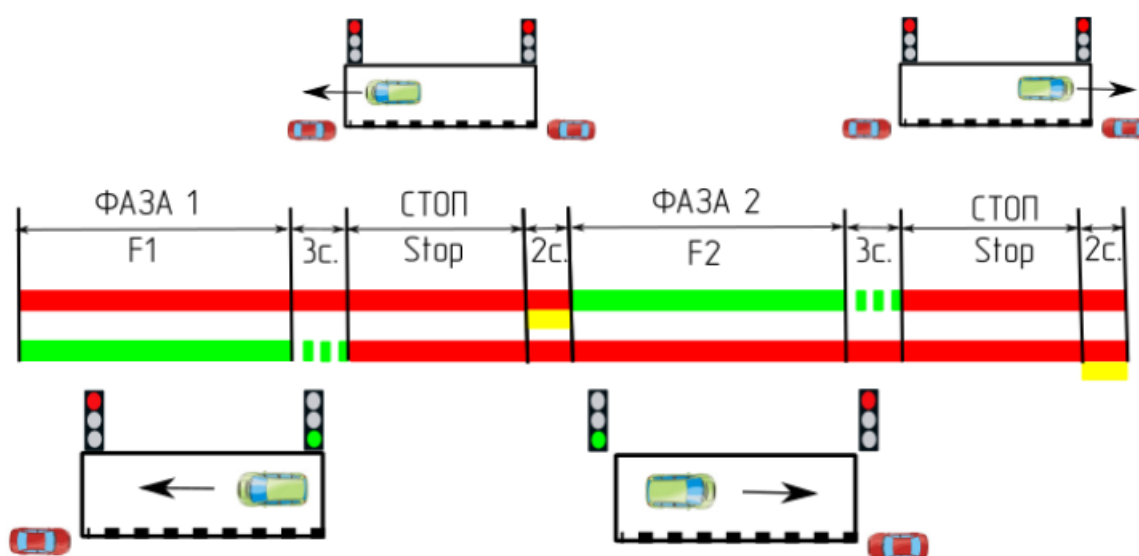 ФАЗА 1 СТОП ФАЗА 2 СТОП
F1 3с. Stop 2с. F2 3с. Stop 2с.